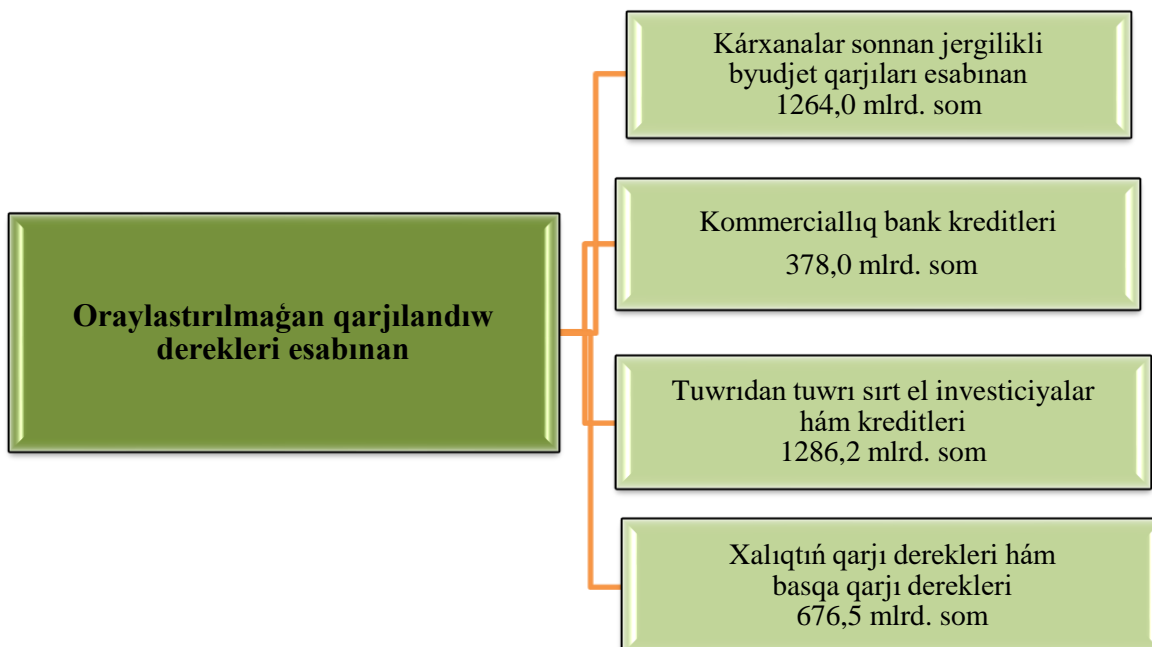 Kárxanalar sonnan jergilikli
byudjet qarjıları esabınan
1264,0 mlrd. som
Kommerciallıq bank kreditleri
378,0 mlrd. som
Oraylastırılmaģan qarjılandıw
derekleri esabınan
Tuwrıdan tuwrı sırt el investiciyalar
hám kreditleri
1286,2 mlrd. som
Xalıqtıń qarjı derekleri hám
basqa qarjı derekleri
676,5 mlrd. som